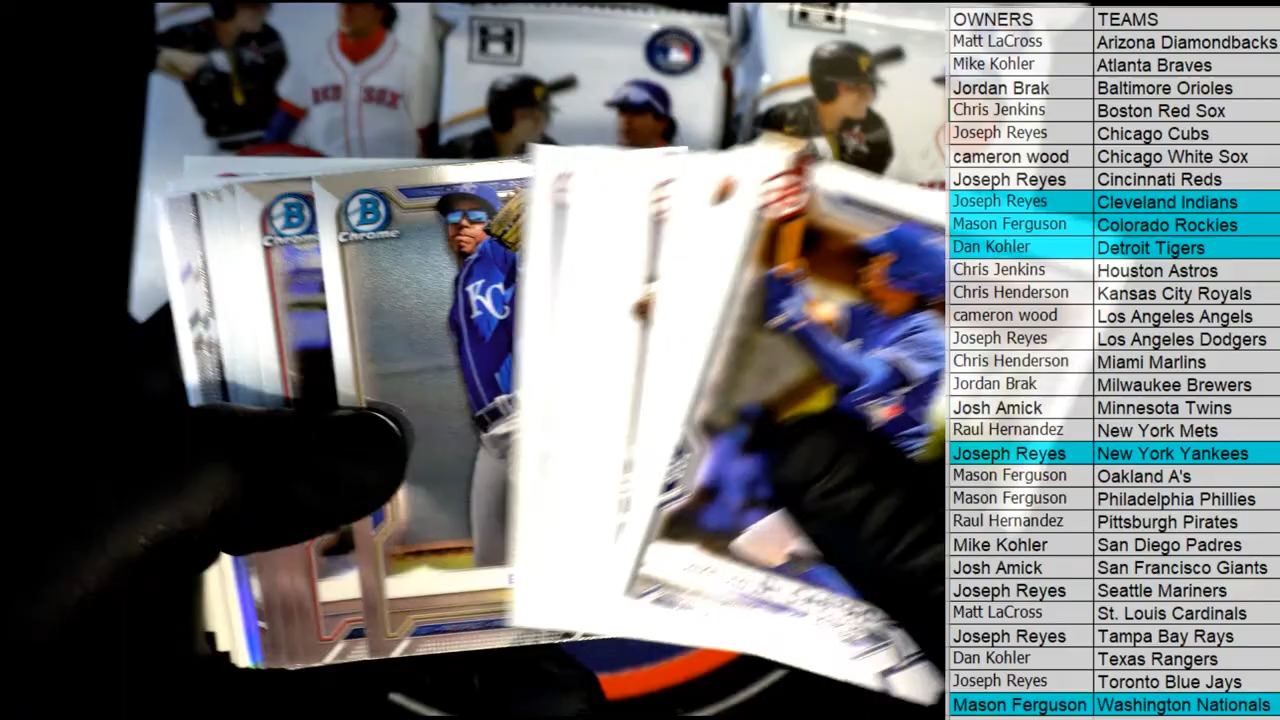 H
RED SOX
H
B
Chrome
B
Chrome
KC
OWNERS TEAMS
Matt LaCross Arizona Diamondbacks
Mike Kohler Atlanta Braves
Jordan Brak Baltimore Orioles
Chris Jenkins Boston Red Sox
Joseph Reyes Chicago Cubs
cameron wood Chicago White Sox
Joseph Reyes Cincinnati Reds
Joseph Reyes Cleveland Indians
Mason Ferguson Colorado Rockies
Dan Kohler Detroit Tigers
Chris Jenkins Houston Astros
Chris Henderson Kansas City Royals
cameron wood Los Angeles Angels
Joseph Reyes Los Angeles Dodgers
Chris Henderson Miami Marlins
Jordan Brak Milwaukee Brewers
Josh Amick Minnesota Twins
Raul Hernandez New York Mets
Joseph Reyes New York Yankees
Mason Ferguson Oakland A's
Mason Ferguson Philadelphia Phillies
Raul Hernandez Pittsburgh Pirates
Mike Kohler San Diego Padres
Josh Amick San Francisco Giants
Joseph Reyes Seattle Mariners
Matt LaCross St. Louis Cardinals
Joseph Reyes Tampa Bay Rays
Dan Kohler Texas Rangers
Joseph Reyes Toronto Blue Jays
Mason Ferguson Washington Nationals